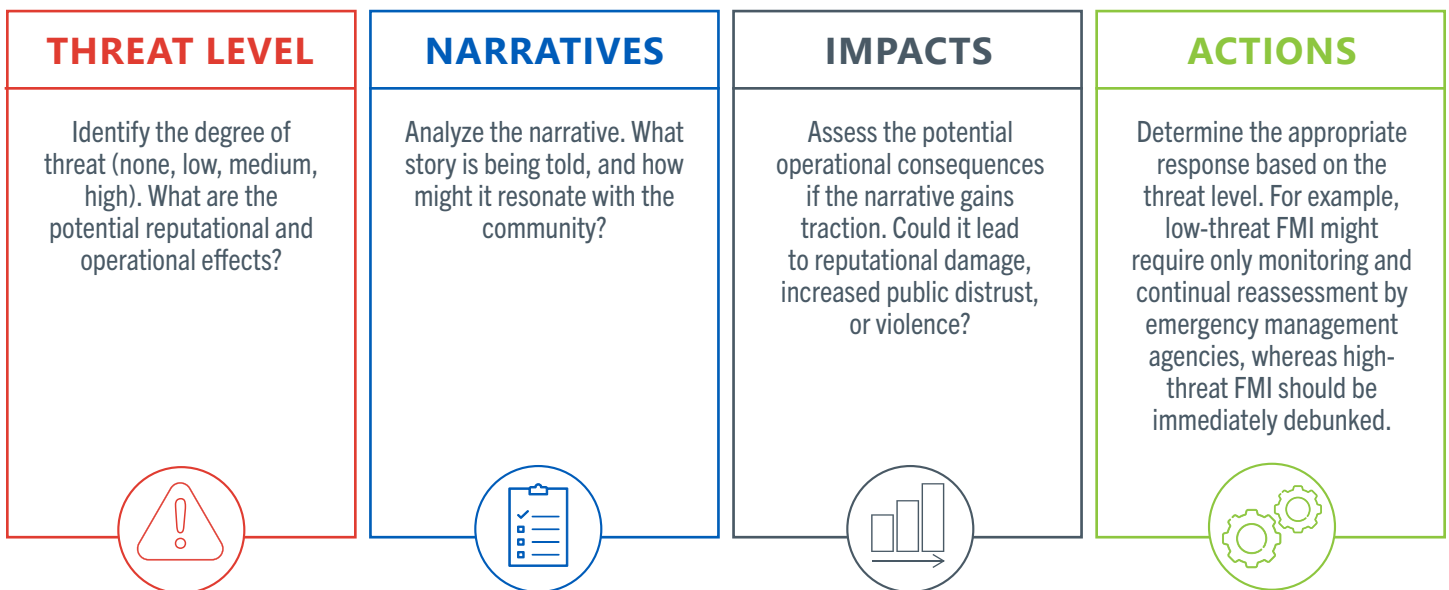 THREAT LEVEL
Identify the degree of
threat (none, low, medium,
high). What are the
potential reputational and
operational effects?
NARRATIVES
Analyze the narrative. What
story is being told, and how
might it resonate with the
community?
IMPACTS
Assess the potential
operational consequences
if the narrative gains
traction. Could it lead
to reputational damage,
increased public distrust,
or violence?
ACTIONS
Determine the appropriate
response based on the
threat level. For example,
low-threat FMI might
require only monitoring and
continual reassessment by
emergency management
agencies, whereas high-
threat FMI should be
immediately debunked.